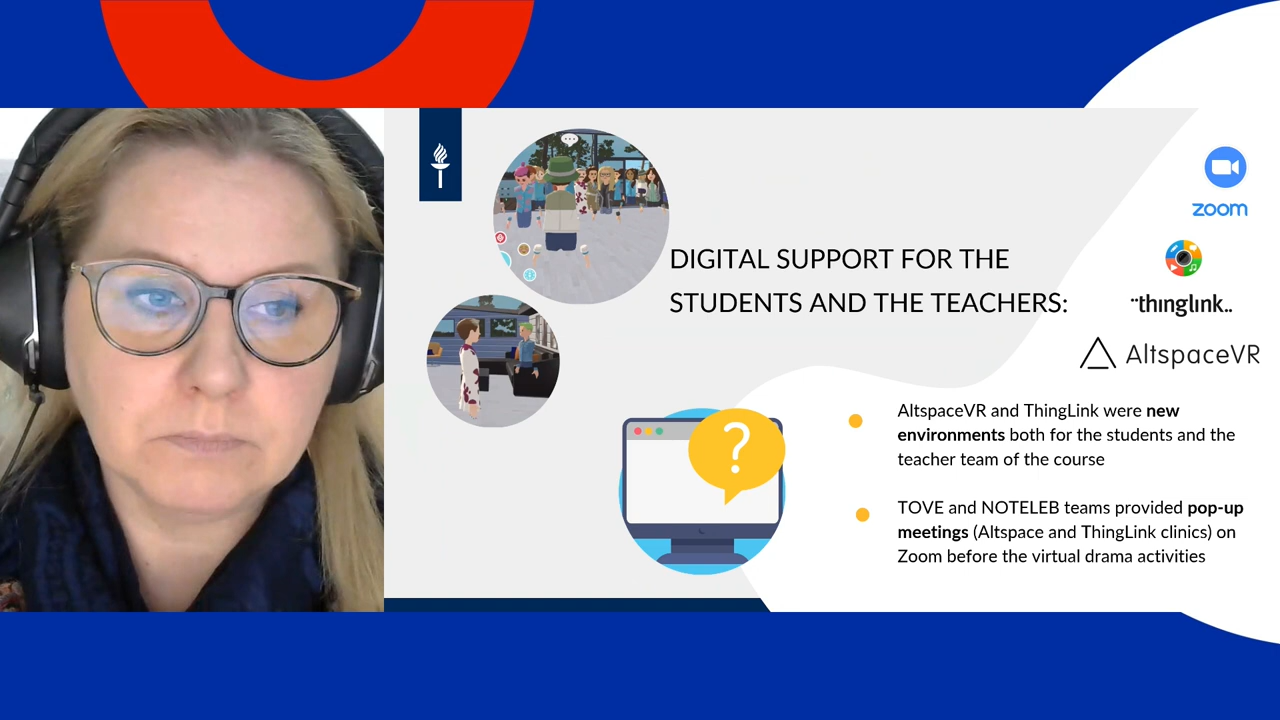 DIGITAL SUPPORT FOR THE
STUDENTS AND THE TEACHERS:
zoom
¨thınglınk..
AltspaceVR
AltspaceVR and ThingLink were new
environments both for the students and the
teacher team of the course
TOVE and NOTELEB teams provided pop-up
meetings (Altspace and ThingLink clinics) on
Zoom before the virtual drama activities
?